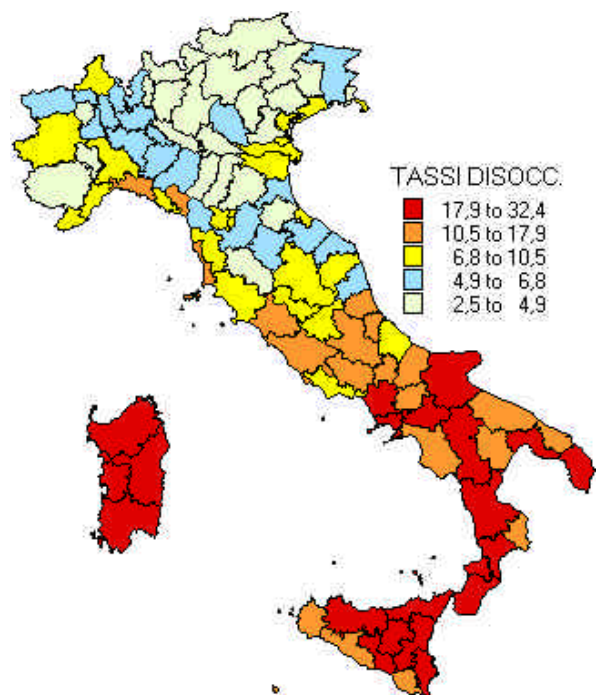 TASSI DISOCC.
17,9 to 32,4
10,5 to 17,9
6,8 to 10,5
4,9 to 6,8
2,5 to 4,9